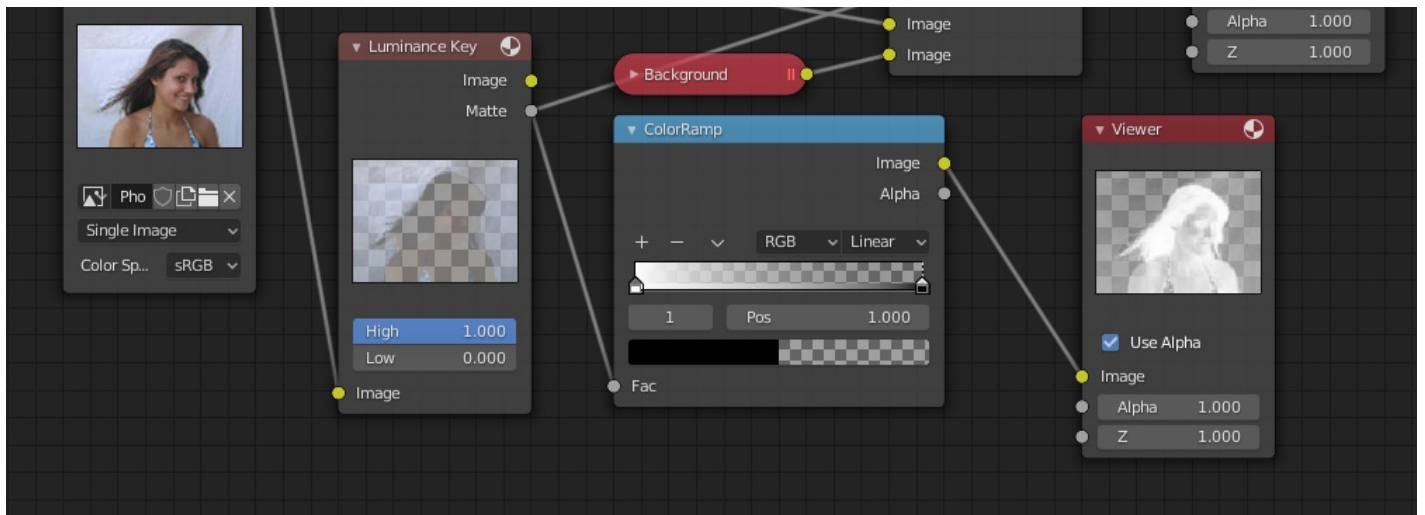 Pho
Single Image
Color Sp... sRGB
Luminance Key
Image
Matte
High 1.000
Low 0.000
Image
Background
Image
Image
ColorRamp
Image
Alpha
RGB Linear
1 Pos 1.000
Fac
Alpha 1.000
Z 1.000
Viewer
Use Alpha
Image
Alpha 1.000
Z 1.000